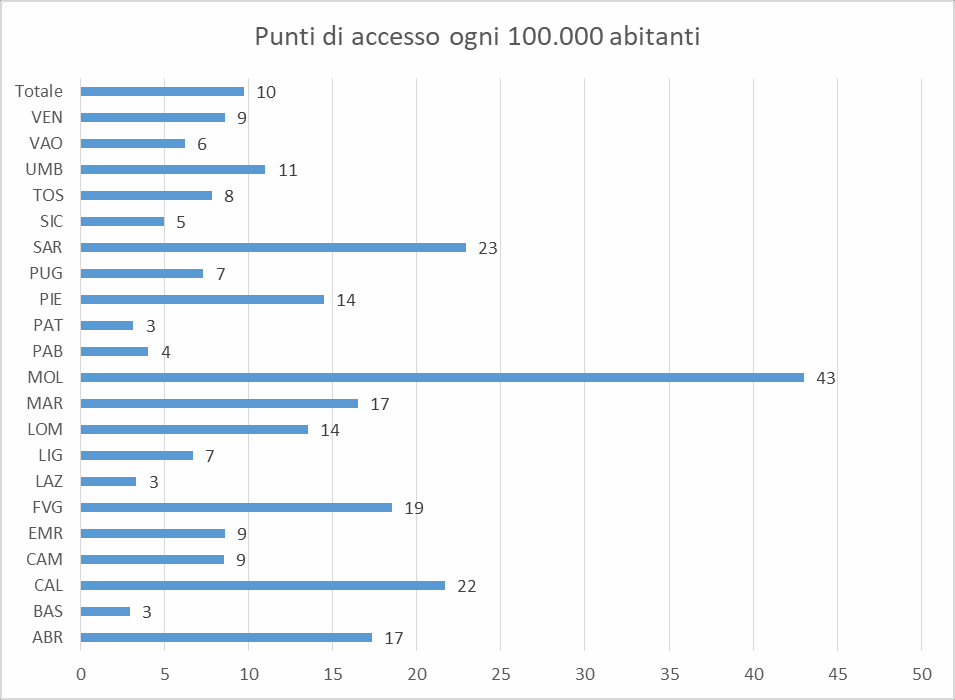 Punti di accesso ogni 100.000 abitanti
Totale 10
VEN 9
VAO 6
UMB 11
TOS 8
SIC 5
SAR 23
PUG 7
PIE 14
PAT 3
PAB 4
MOL 43
MAR 17
LOM 14
LIG 7
LAZ 3
FVG 19
EMR 9
CAM 9
CAL 22
BAS 3
ABR 17
0 5 10 15 20 25 30 35 40 45 50